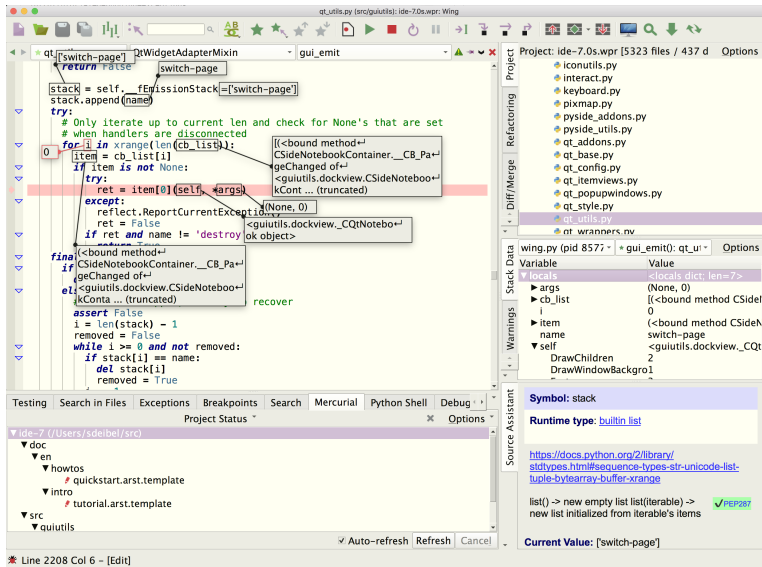 qt_utils.py (src/guiutils): ide-7.0s.wpr: Wing
QtWidgetAdapterMixin
gui_emit
['switch-page']
return False
switch-page
stack = self.__fEmissionStack
=['switch-page']
stack.append(name)
try:
# Only iterate up to current len and check for None's that are set
# when handlers are disconnected
for i in xrange(len(cb_list)):
0
item = cb_list[i]
[(<bound method↵
CSideNotebookContainer.__CB_Pa↵
geChanged of↵
<guiutils.dockview.CSideNoteboo↵
kCont ... (truncated)
if item is not None:
try:
ret = item[0](self, *args)
(None, 0)
except:
reflect.ReportCurrentException()
ret = False
<guiutils.dockview._CQtNotebo↵
ok object>
if ret and name != 'destroy
return True
(<bound method↵
CSideNotebookContainer.__CB_Pa↵
geChanged of↵
<guiutils.dockview.CSideNoteboo↵
kConta ... (truncated)
fina
if
recover
assert False
i = len(stack) - 1
removed = False
while i >= 0 and not removed:
if stack[i] == name:
del stack[i]
removed = True
Testing
Search in Files
Exceptions
Breakpoints
Search
Mercurial
Python Shell
Debug
Project Status
Options
ide-7 (/Users/sdeibel/src)
doc
en
howtos
quickstart.arst.template
intro
tutorial.arst.template
src
guiutils
Auto-refresh
Refresh
Cancel
Line 2208 Col 6 - [Edit]
Project
Refactoring
Diff/Merge
Project: ide-7.0s.wpr [5323 files / 437 d
Options
iconutils.py
interact.py
keyboard.py
pixmap.py
pyside_addons.py
pyside_utils.py
qt_addons.py
qt_base.py
qt_config.py
qt_itemviews.py
qt_popupwindows.py
qt_style.py
qt_utils.py
qt_wrappers.py
Stack Data
Warnings
wing.py (pid 8577
gui_emit(): qt_u
Options
Variable
Value
locals
<locals dict; len=7>
args
(None, 0)
cb_list
[(<bound method CSideN
i
0
item
(<bound method CSideN
name
switch-page
self
<guiutils.dockview._CQt
DrawChildren
2
DrawWindowBackgro
1
Source Assistant
Symbol: stack
Runtime type: builtin list
https://docs.python.org/2/library/
stdtypes.html#sequence-types-str-unicode-list-
tuple-bytearray-buffer-xrange
list() -> new empty list list(iterable) ->
new list initialized from iterable's items
PEP287
Current Value: ['switch-page']